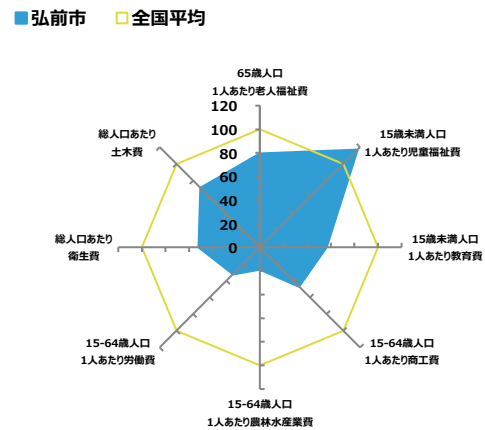 弘前市 全国平均
65歳人口
1人あたり老人福祉費
120
100
80
60
40
20
0
15歳未満人口
1人あたり児童福祉費
15歳未満人口
1人あたり教育費
15-64歳人口
1人あたり商工費
15-64歳人口
1人あたり農林水産業費
15-64歳人口
1人あたり労働費
総人口あたり
衛生費
総人口あたり
土木費